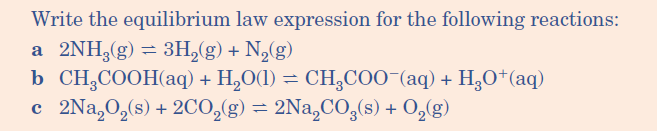 Write the equilibrium law expression for the following reactions:
a 2NH₃(g) ⇌ 3H₂(g) + N₂(g)
b CH₃COOH(aq) + H₂O(l) ⇌ CH₃COO⁻(aq) + H₃O⁺(aq)
c 2Na₂O₂(s) + 2CO₂(g) ⇌ 2Na₂CO₃(s) + O₂(g)